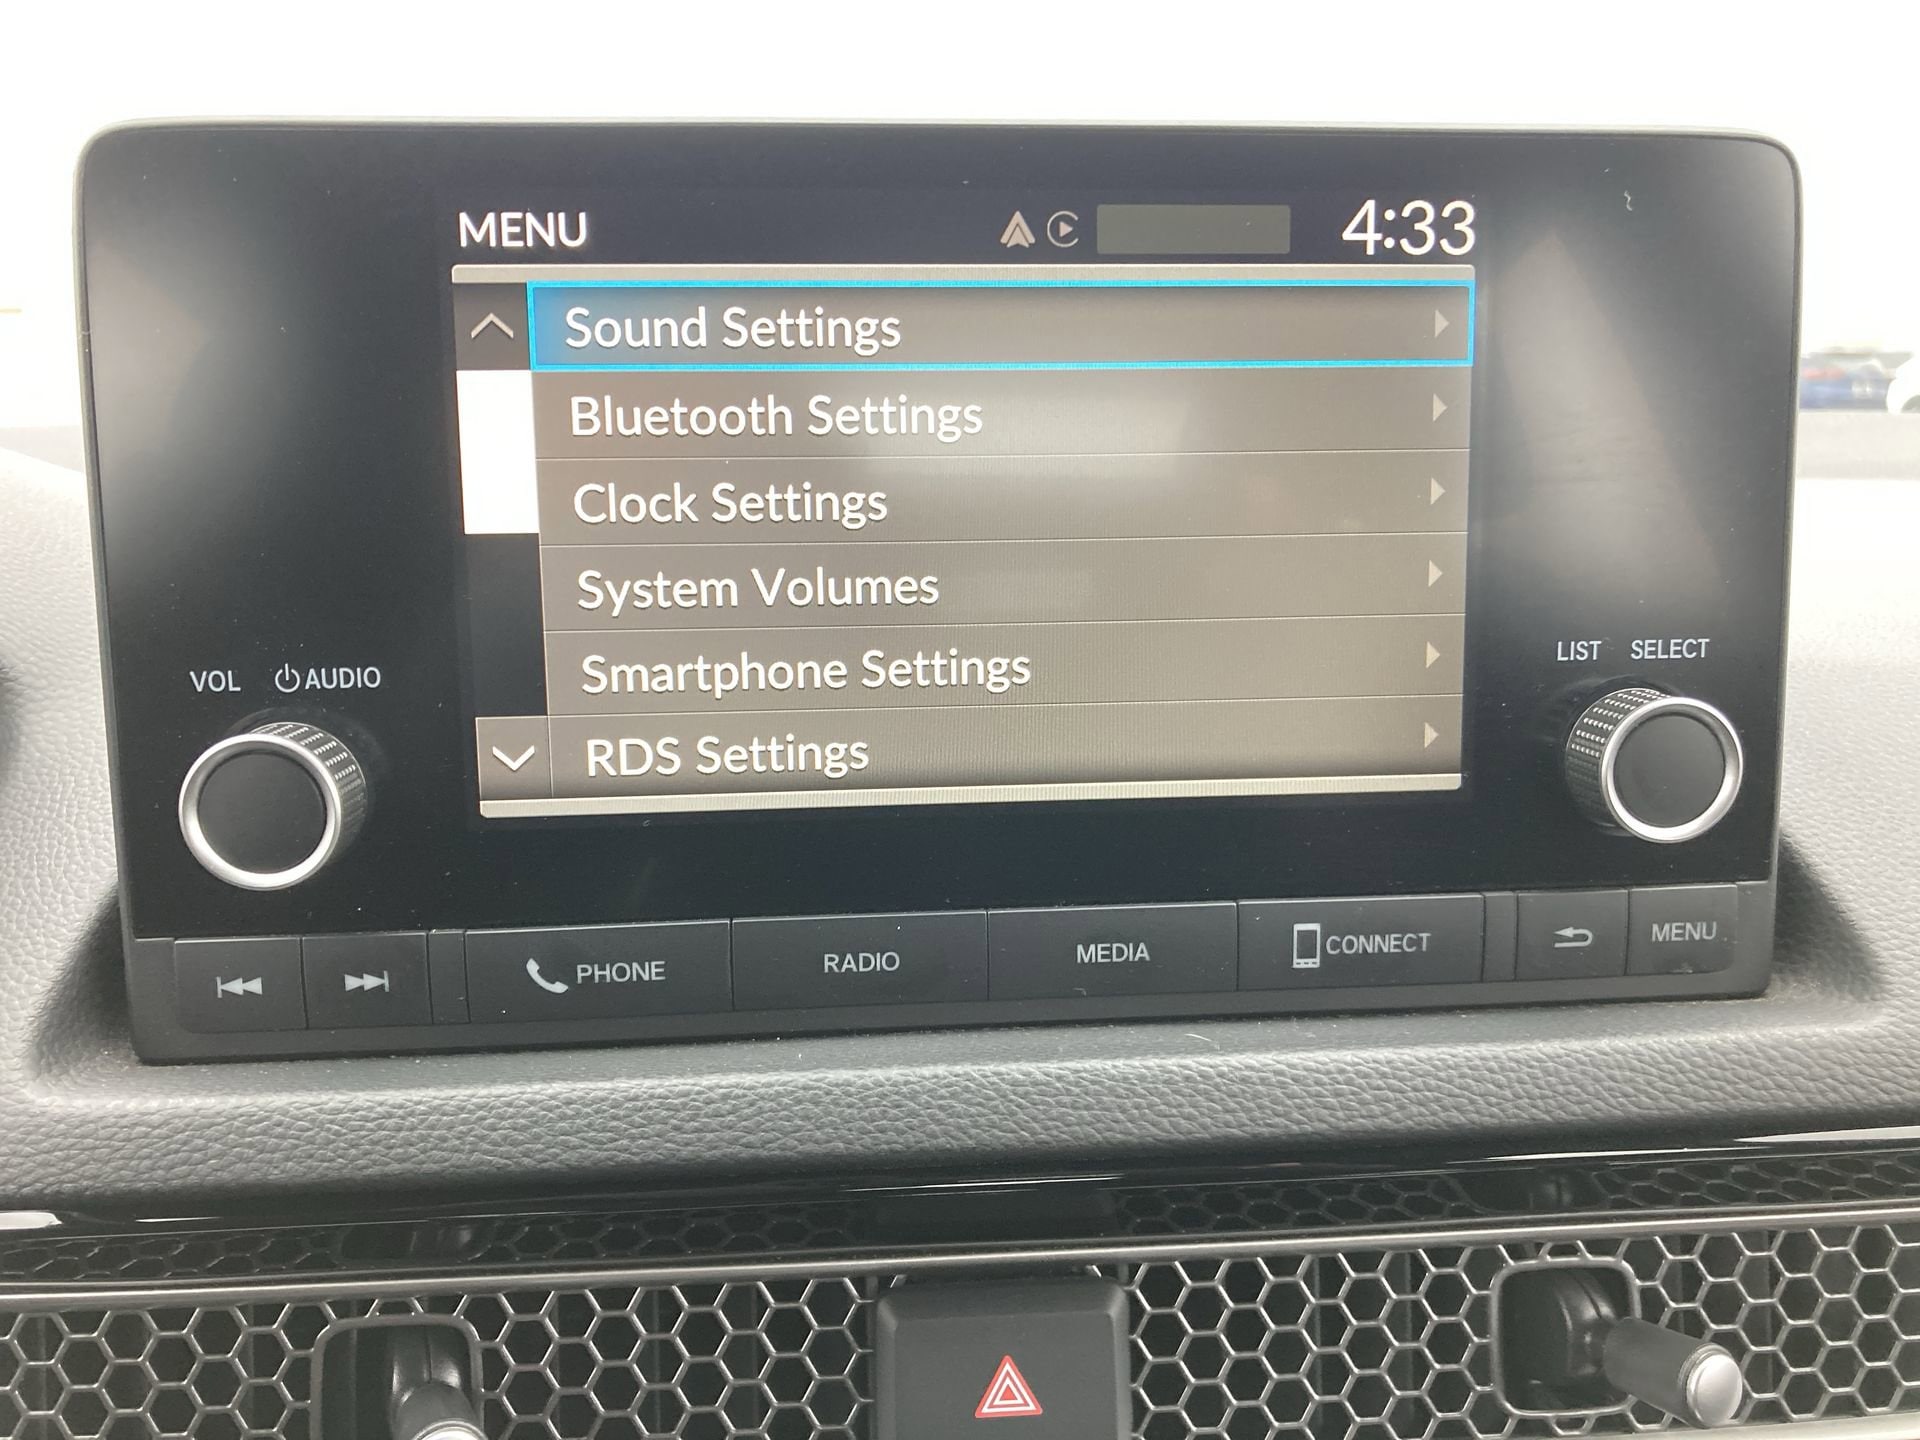 MENU 4:33
Sound Settings
Bluetooth Settings
Clock Settings
System Volumes
Smartphone Settings
RDS Settings
VOL AUDIO
LIST SELECT
PHONE
RADIO
MEDIA
CONNECT
MENU